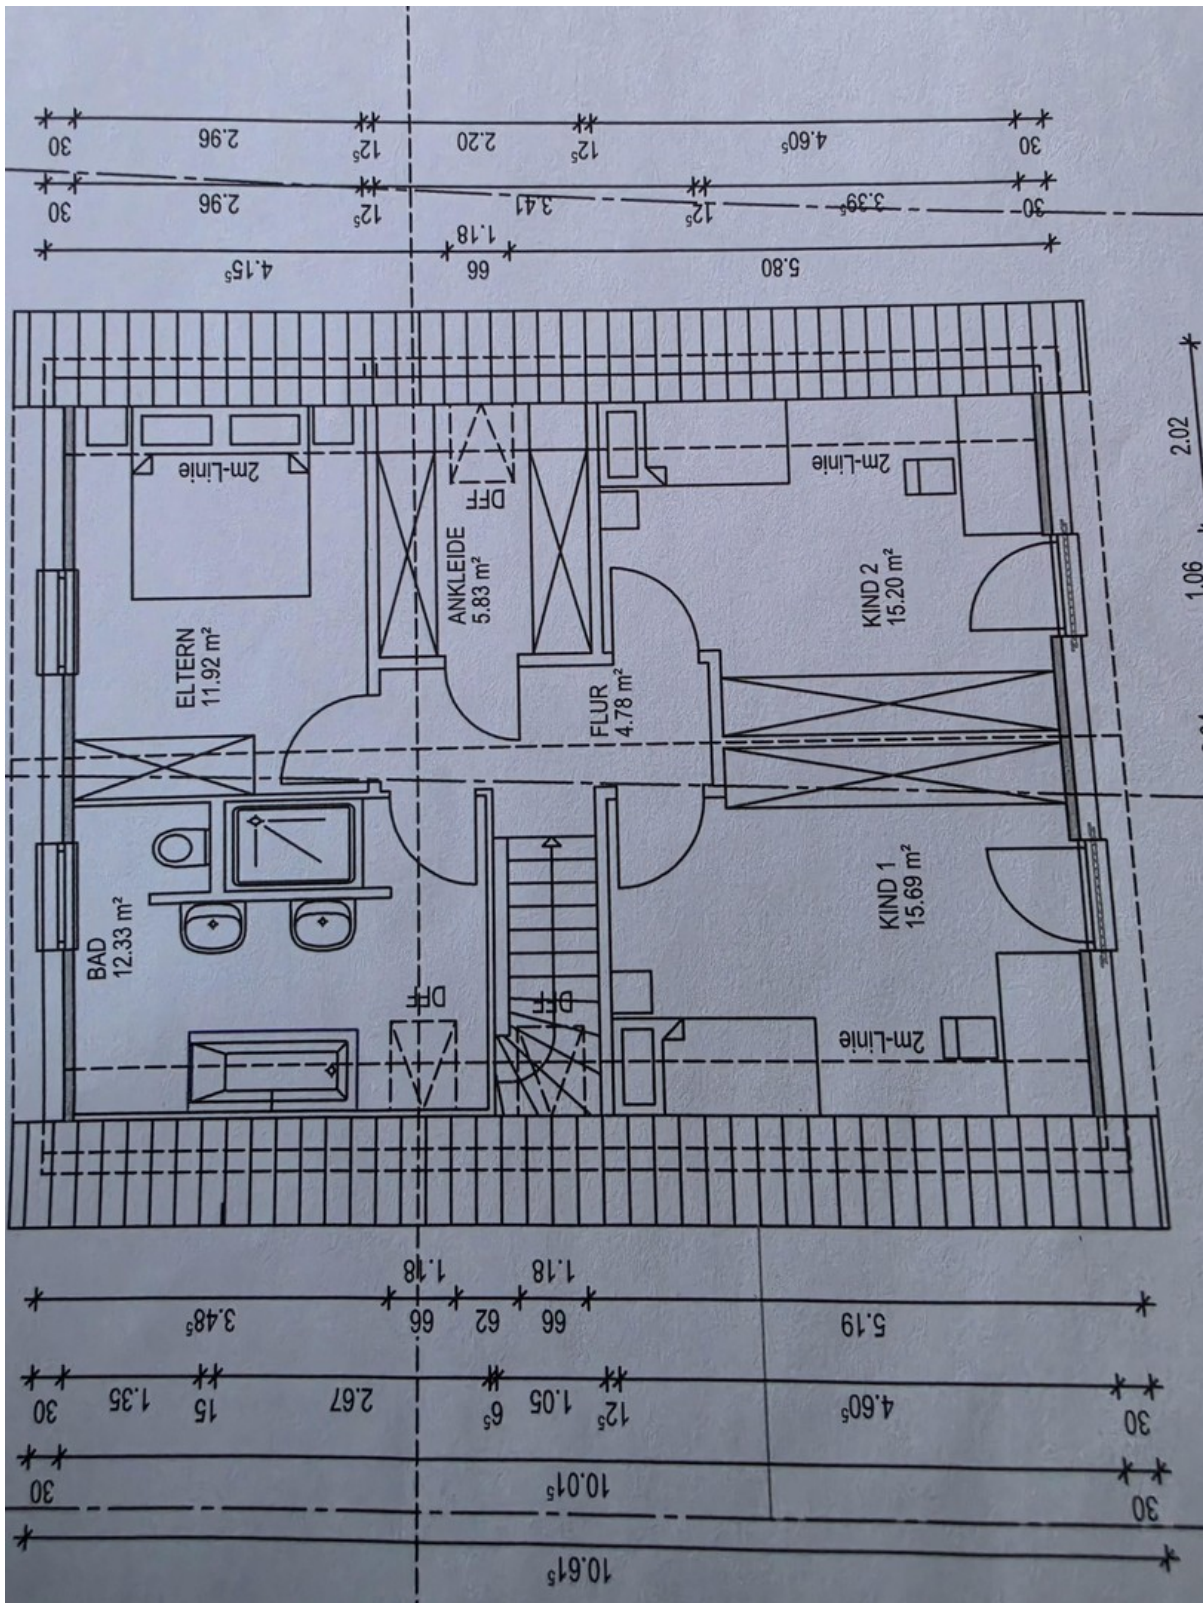 30
2.96
12⁵
2.20
12⁵
4.60⁵
30
30
2.96
12⁵
3.41
12⁵
3.39⁵
30
4.15⁵
66
1.18
5.80
2.02
1.06
2m-Linie
DFF
2m-Linie
ELTERN
11.92 m²
ANKLEIDE
5.83 m²
KIND 2
15.20 m²
FLUR
4.78 m²
BAD
12.33 m²
KIND 1
15.69 m²
DFF
DFF
2m-Linie
3.48⁵
66
1.18
62
66
1.18
5.19
30
1.35
15
2.67
6⁵
1.05
12⁵
4.60⁵
30
30
10.01⁵
30
10.61⁵